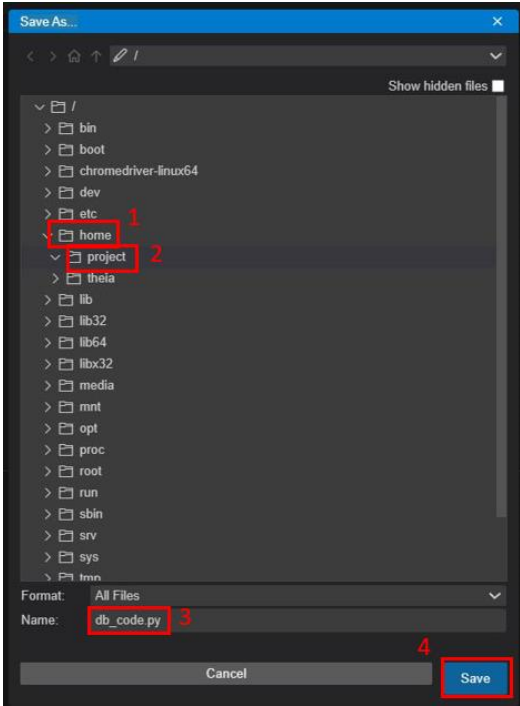 Save As...
/
Show hidden files
/
bin
boot
chromedriver-linux64
dev
etc
1
home
project 2
theia
lib
lib32
lib64
libx32
media
mnt
opt
proc
root
run
sbin
srv
sys
tmp
Format: All Files
Name: db_code.py 3
4
Cancel Save